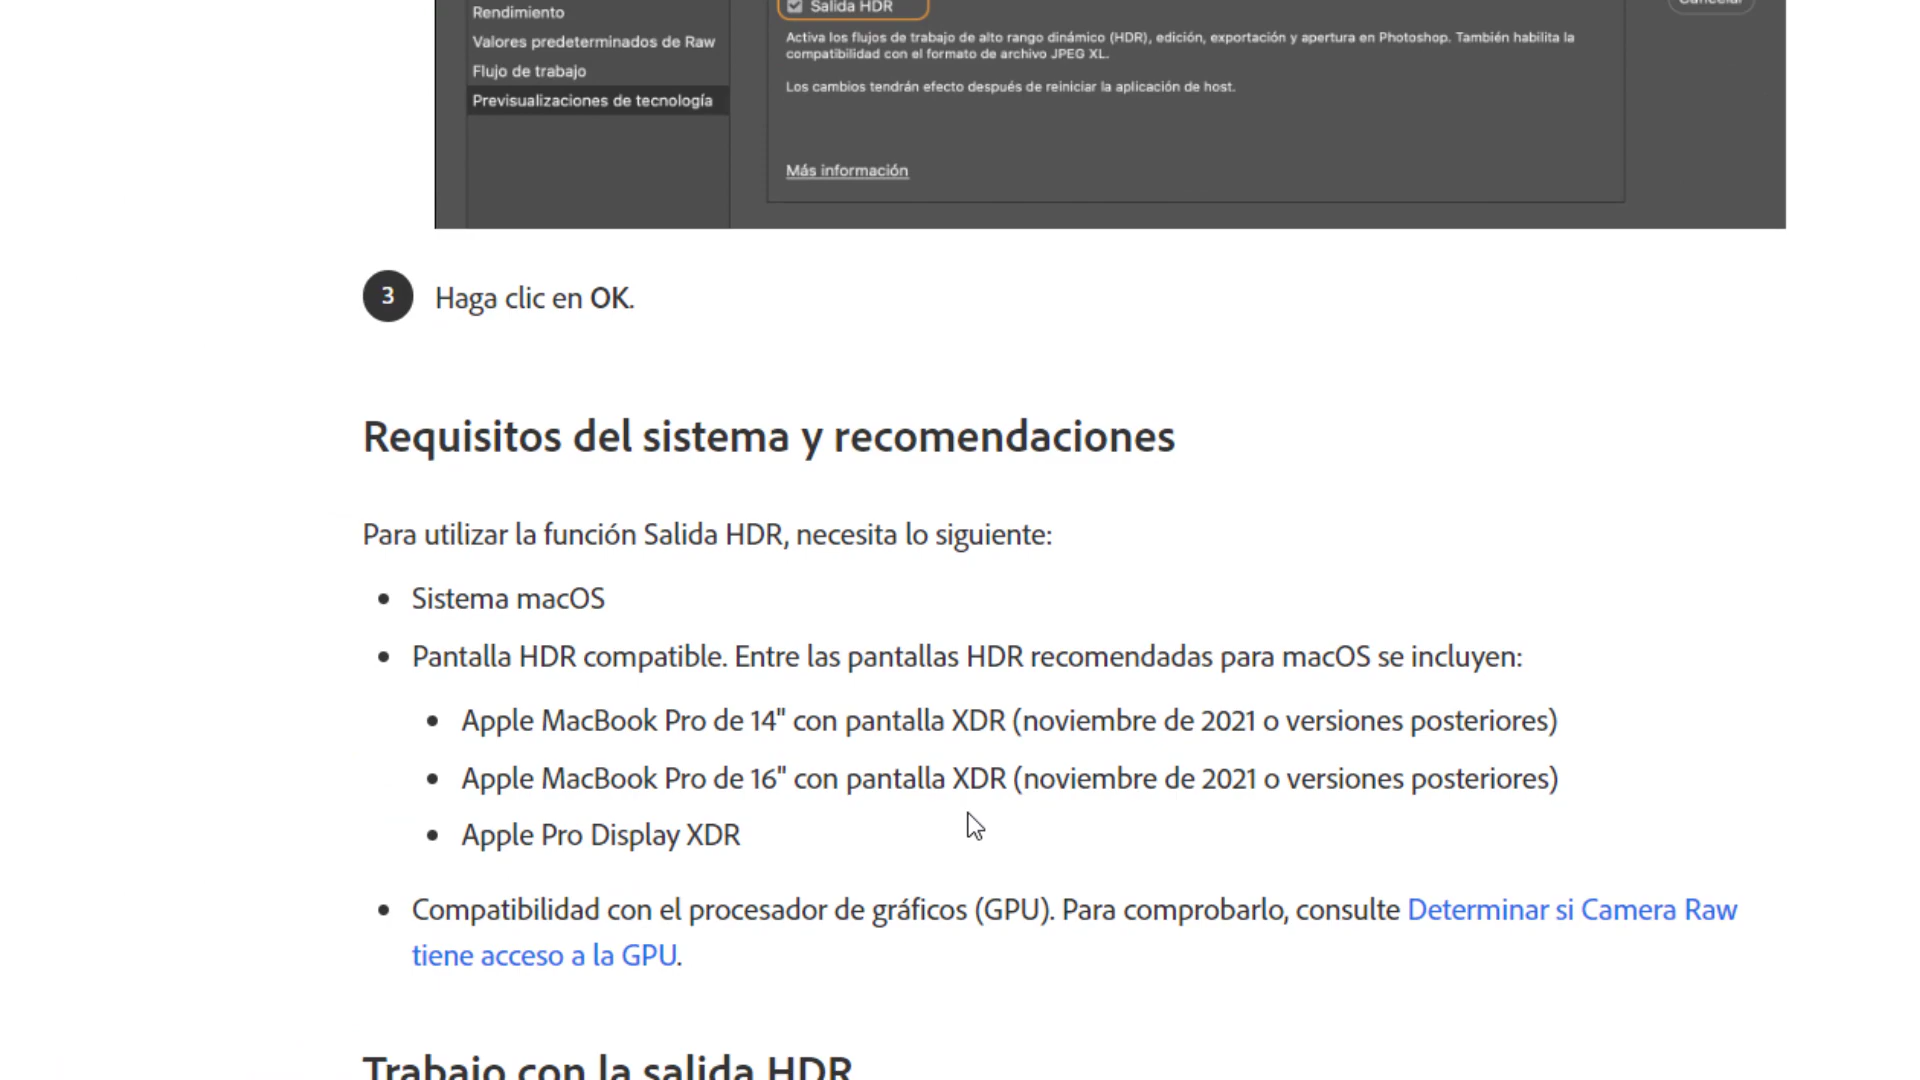 Rendimiento
Valores predeterminados de Raw
Flujo de trabajo
Previsualizaciones de tecnología
Salida HDR
Cancelar
Activa los flujos de trabajo de alto rango dinámico (HDR), edición, exportación y apertura en Photoshop. También habilita la
compatibilidad con el formato de archivo JPEG XL.
Los cambios tendrán efecto después de reiniciar la aplicación de host.
Más información
3 Haga clic en OK.
Requisitos del sistema y recomendaciones
Para utilizar la función Salida HDR, necesita lo siguiente:
• Sistema macOS
• Pantalla HDR compatible. Entre las pantallas HDR recomendadas para macOS se incluyen:
• Apple MacBook Pro de 14" con pantalla XDR (noviembre de 2021 o versiones posteriores)
• Apple MacBook Pro de 16" con pantalla XDR (noviembre de 2021 o versiones posteriores)
• Apple Pro Display XDR
• Compatibilidad con el procesador de gráficos (GPU). Para comprobarlo, consulte Determinar si Camera Raw
tiene acceso a la GPU.
Trabajo con la salida HDR